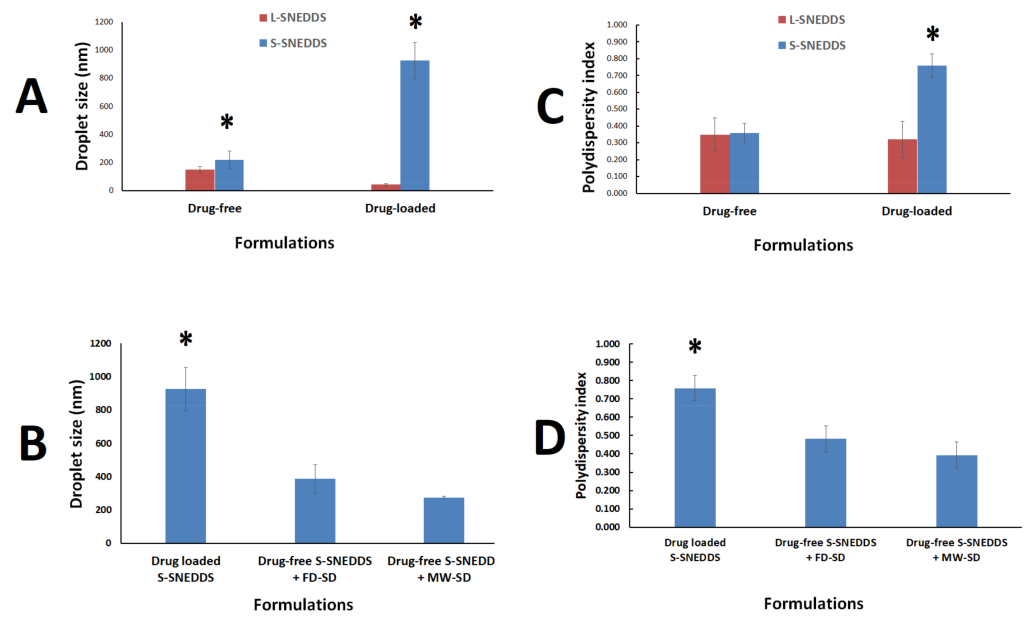 A
L-SNEDDS
S-SNEDDS
*
*
Droplet size (nm)
1200
1000
800
600
400
200
0
Drug-free
Drug-loaded
Formulations
C
L-SNEDDS
S-SNEDDS
*
Polydispersity index
1.000
0.900
0.800
0.700
0.600
0.500
0.400
0.300
0.200
0.100
0.000
Drug-free
Drug-loaded
Formulations
B
*
Droplet size (nm)
1200
1000
800
600
400
200
0
Drug loaded
S-SNEDDS
Drug-free S-SNEDDS
+ FD-SD
Drug-free S-SNEDD
+ MW-SD
Formulations
D
*
Polydispersity index
1.000
0.900
0.800
0.700
0.600
0.500
0.400
0.300
0.200
0.100
0.000
Drug loaded
S-SNEDDS
Drug-free S-SNEDDS
+ FD-SD
Drug-free S-SNEDDS
+ MW-SD
Formulations